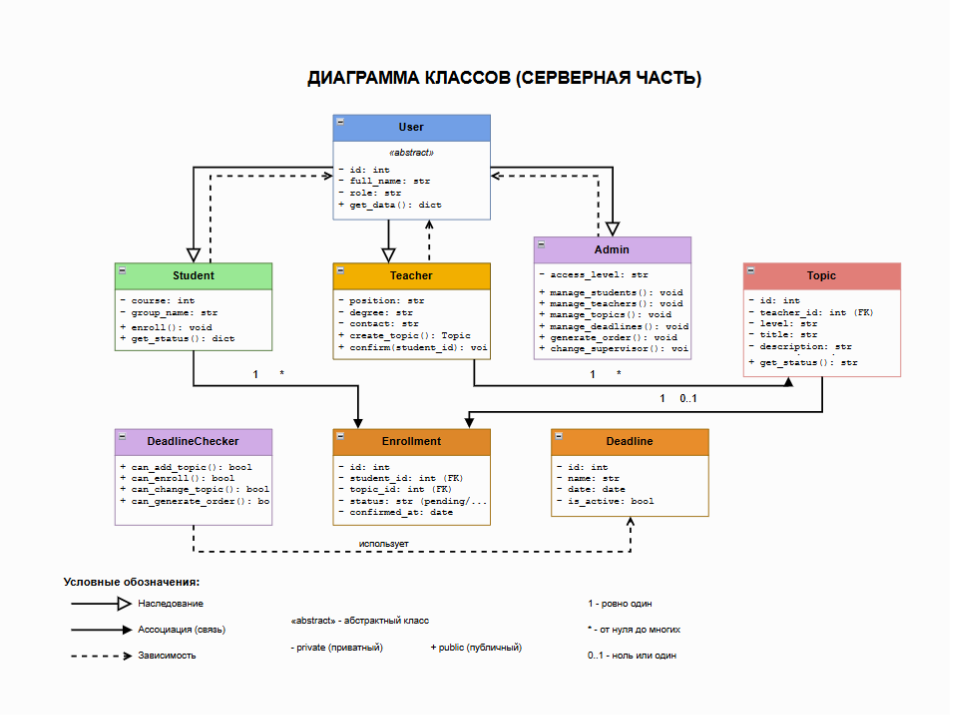 ДИАГРАММА КЛАССОВ (СЕРВЕРНАЯ ЧАСТЬ)
User
«abstract»
- id: int
- full_name: str
- role: str
+ get_data(): dict
Student
- course: int
- group_name: str
+ enroll(): void
+ get_status(): dict
Teacher
- position: str
- degree: str
- contact: str
+ create_topic(): Topic
+ confirm(student_id): voi
Admin
- access_level: str
+ manage_students(): void
+ manage_teachers(): void
+ manage_topics(): void
+ manage_deadlines(): void
+ generate_order(): void
+ change_supervisor(): voi
Topic
- id: int
- teacher_id: int (FK)
- level: str
- title: str
- description: str
+ get_status(): str
1 *
1 *
1 0..1
DeadlineChecker
+ can_add_topic(): bool
+ can_enroll(): bool
+ can_change_topic(): bool
+ can_generate_order(): bo
Enrollment
- id: int
- student_id: int (FK)
- topic_id: int (FK)
- status: str (pending/...
- confirmed_at: date
Deadline
- id: int
- name: str
- date: date
- is_active: bool
использует
Условные обозначения:
Наследование
Ассоциация (связь)
Зависимость
«abstract» - абстрактный класс
- private (приватный) + public (публичный)
1 - ровно один
* - от нуля до многих
0..1 - ноль или один